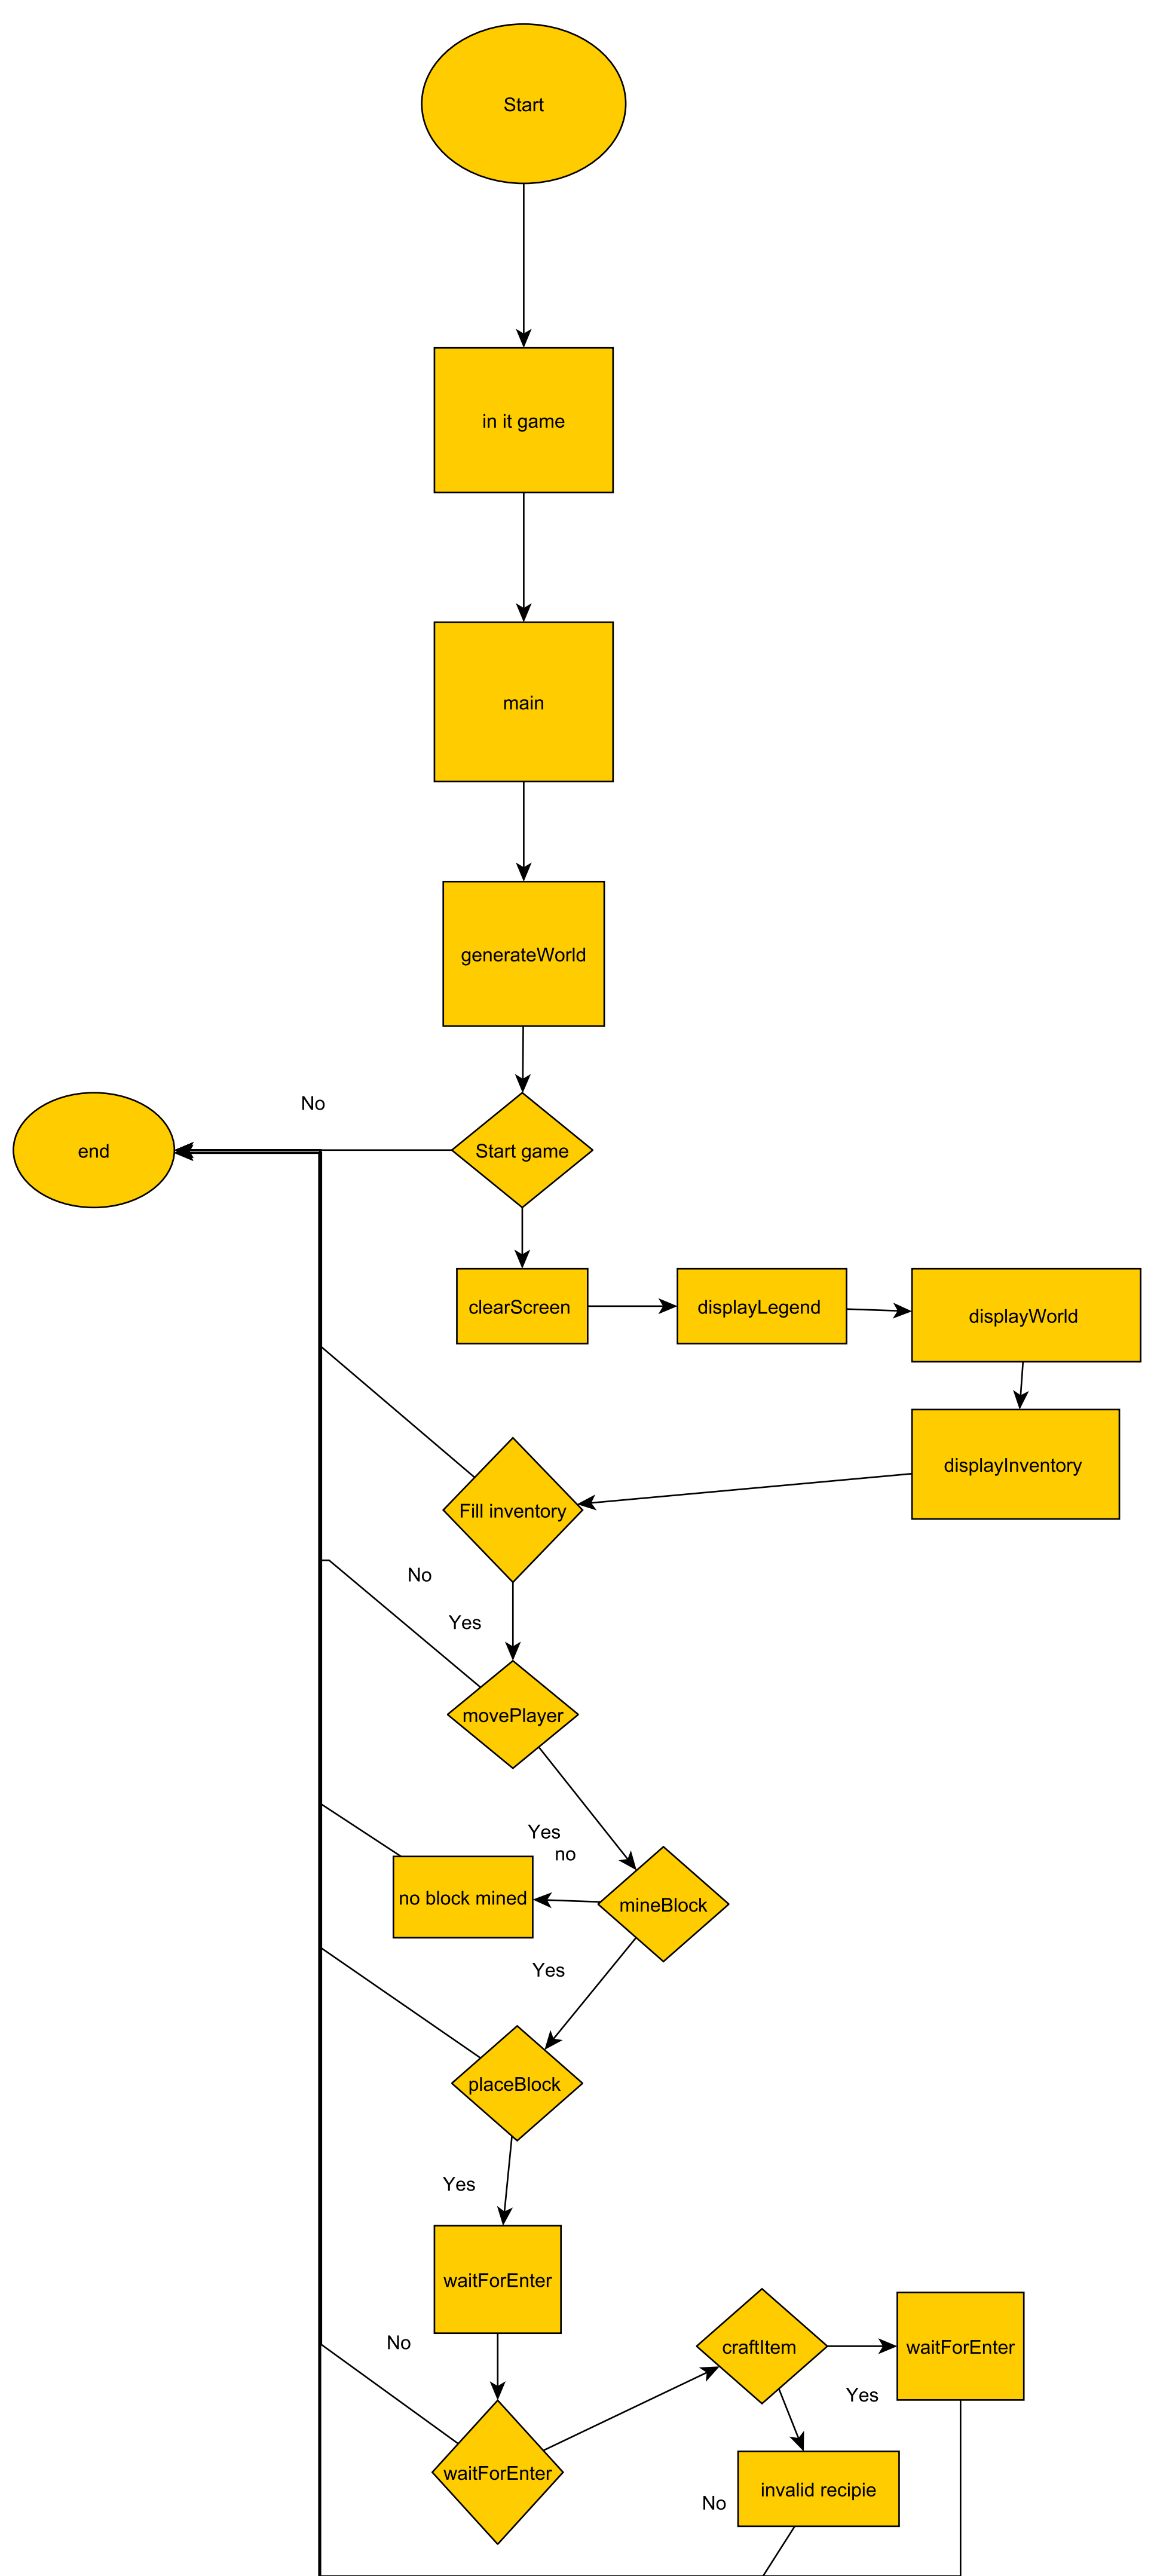 Start
in it game
main
generateWorld
No
end
Start game
clearScreen
displayLegend
displayWorld
displayInventory
Fill inventory
No
Yes
movePlayer
Yes
no
no block mined
mineBlock
Yes
placeBlock
Yes
waitForEnter
No
craftItem
waitForEnter
Yes
waitForEnter
invalid recipie
No